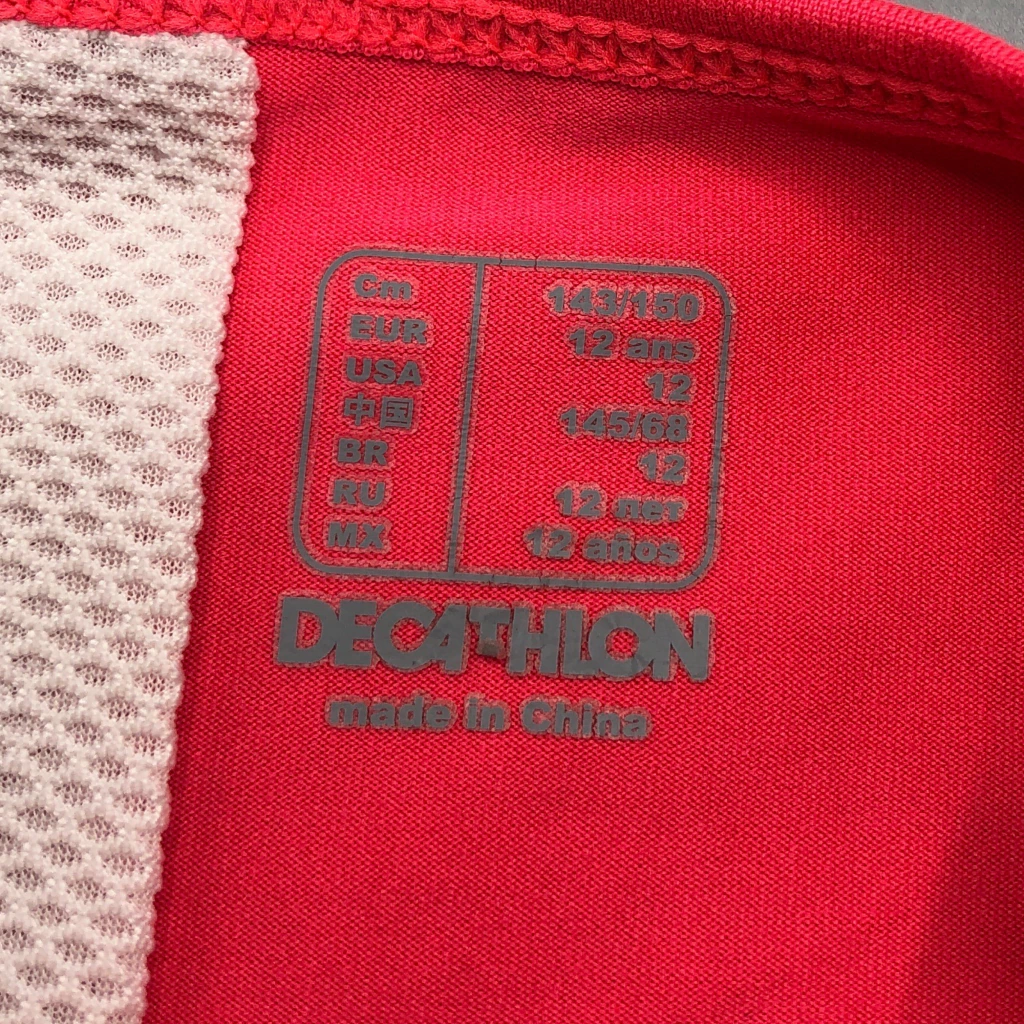 Cm 143/150
EUR 12 ans
USA 12
中国 145/68
BR 12
RU 12 лет
MX 12 años
DECATHLON
made in China